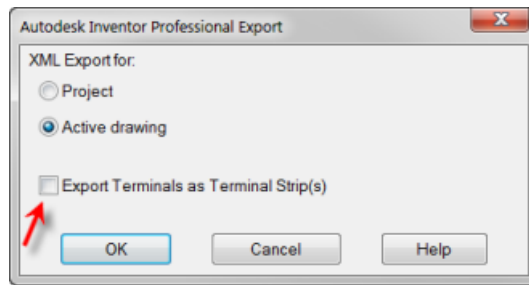 Autodesk Inventor Professional Export
XML Export for:
Project
Active drawing
Export Terminals as Terminal Strip(s)
OK Cancel Help